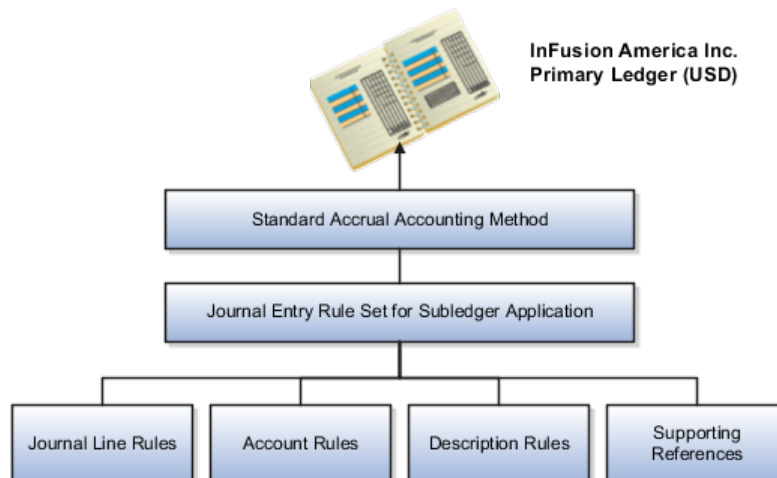 InFusion America Inc.
Primary Ledger (USD)
Standard Accrual Accounting Method
Journal Entry Rule Set for Subledger Application
Journal Line Rules
Account Rules
Description Rules
Supporting
References